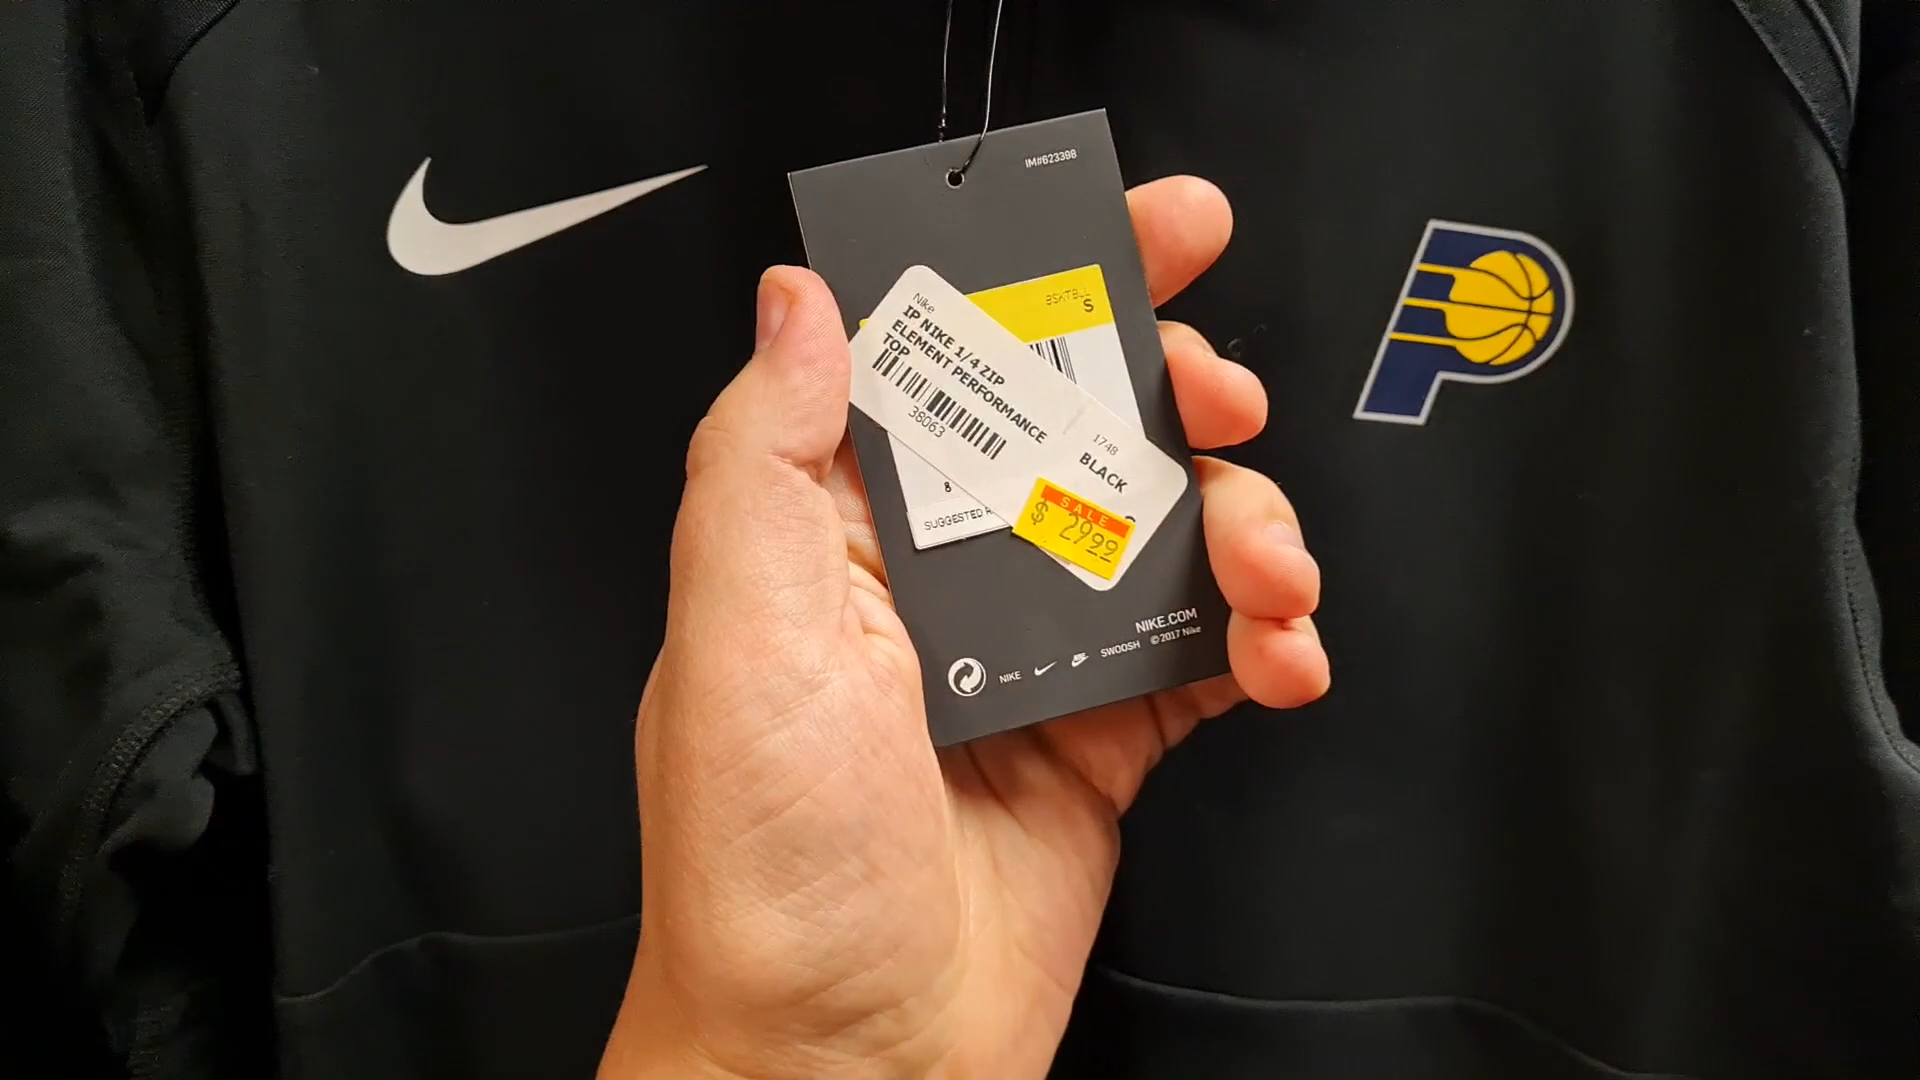 IM#623398
BSKTBLL
S
Nike
IP NIKE 1/4 ZIP
ELEMENT PERFORMANCE
TOP
38063
1748
BLACK
8
SUGGESTED R
SALE
$ 29.99
NIKE.COM
© 2017 Nike
NIKE
SWOOSH